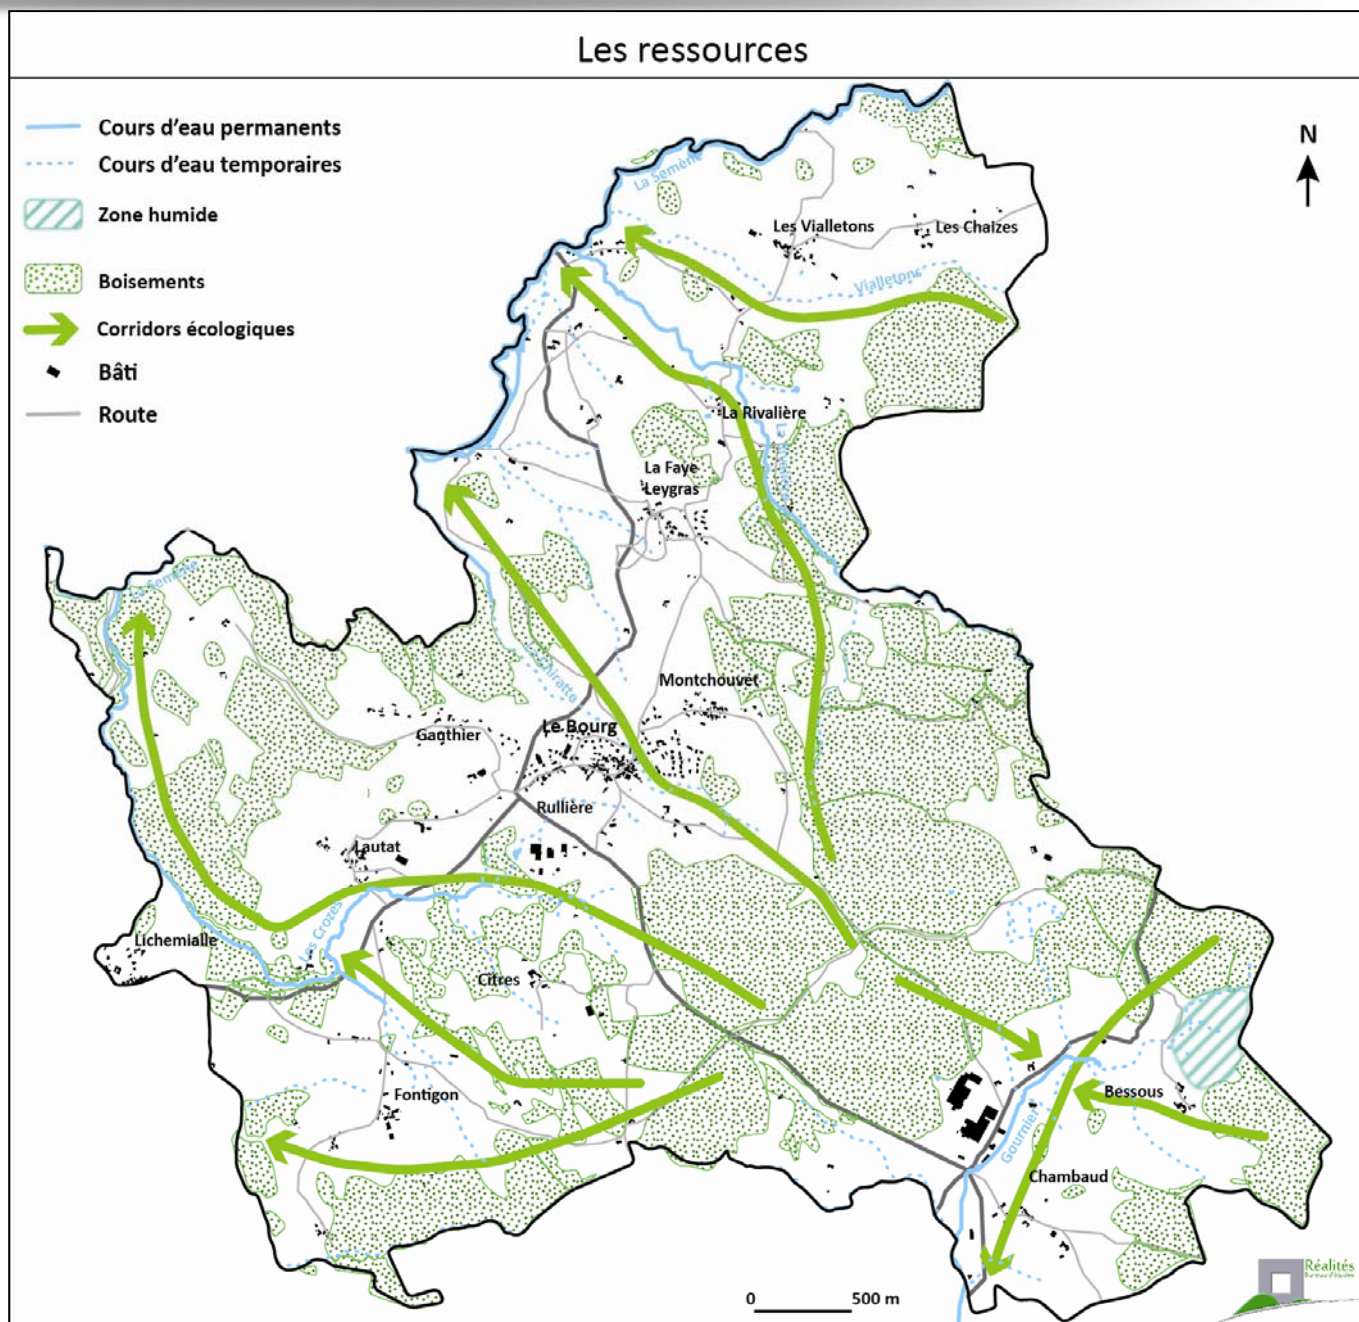 Les ressources
Cours d'eau permanents
Cours d'eau temporaires
Zone humide
Boisements
Corridors écologiques
Bâti
Route
N
La Semène
Les Vialletons
Les Chaizes
Vialletons
La Rivalière
La Faye
Leygras
La Semène
Montchouvet
Le Bourg
Gauthier
Rullière
Lautat
Les Crozes
Lichemialle
Citres
Fontigon
Bessous
Gournier
Chambaud
0 500 m
Réalités